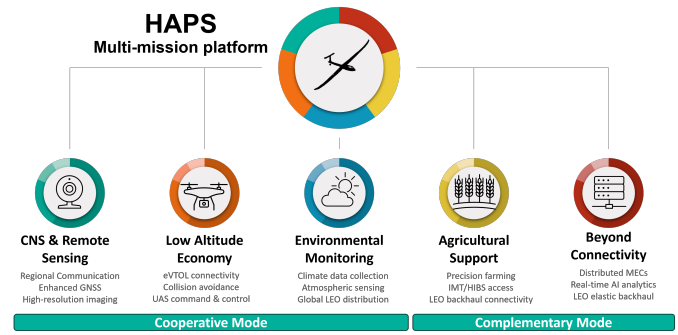 HAPS
Multi-mission platform
CNS & Remote
Sensing
Regional Communication
Enhanced GNSS
High-resolution imaging
Low Altitude
Economy
eVTOL connectivity
Collision avoidance
UAS command & control
Environmental
Monitoring
Climate data collection
Atmospheric sensing
Global LEO distribution
Agricultural
Support
Precision farming
IMT/HIBS access
LEO backhaul connectivity
Beyond
Connectivity
Distributed MECs
Real-time AI analytics
LEO elastic backhaul
Cooperative Mode
Complementary Mode